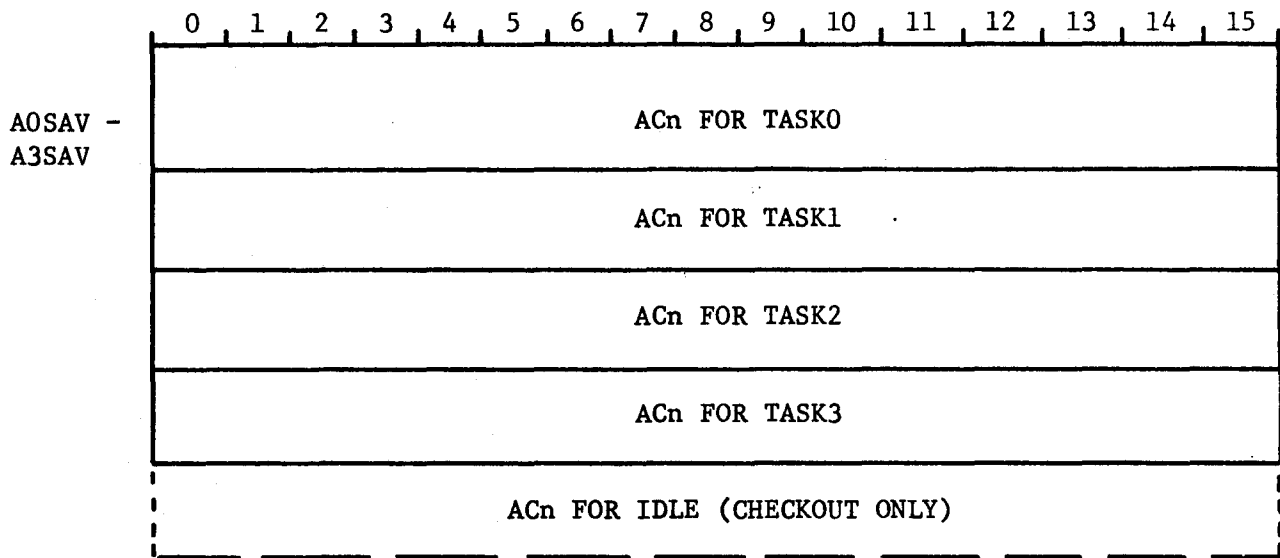 0 1 2 3 4 5 6 7 8 9 10 11 12 13 14 15
A0SAV -
A3SAV
ACn FOR TASK0
ACn FOR TASK1
ACn FOR TASK2
ACn FOR TASK3
ACn FOR IDLE (CHECKOUT ONLY)